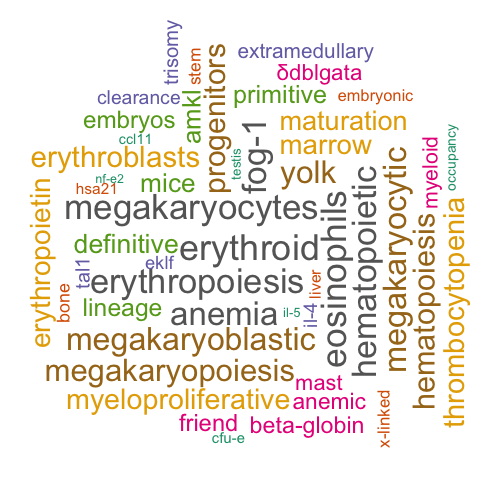 trisomy
extramedullary
stem
δdblgata
clearance
amkl
progenitors
primitive
embryonic
embryos
fog-1
maturation
ccl11
marrow
erythroblasts
testis
yolk
myeloid
occupancy
nf-e2
hsa21
mice
megakaryocytes
eosinophils
hematopoietic
megakaryocytic
hematopoiesis
thrombocytopenia
erythropoietin
definitive
erythroid
tal1
eklf
bone
erythropoiesis
liver
lineage
anemia
il-5
il-4
megakaryoblastic
megakaryopoiesis
mast
myeloproliferative
anemic
x-linked
friend
beta-globin
cfu-e